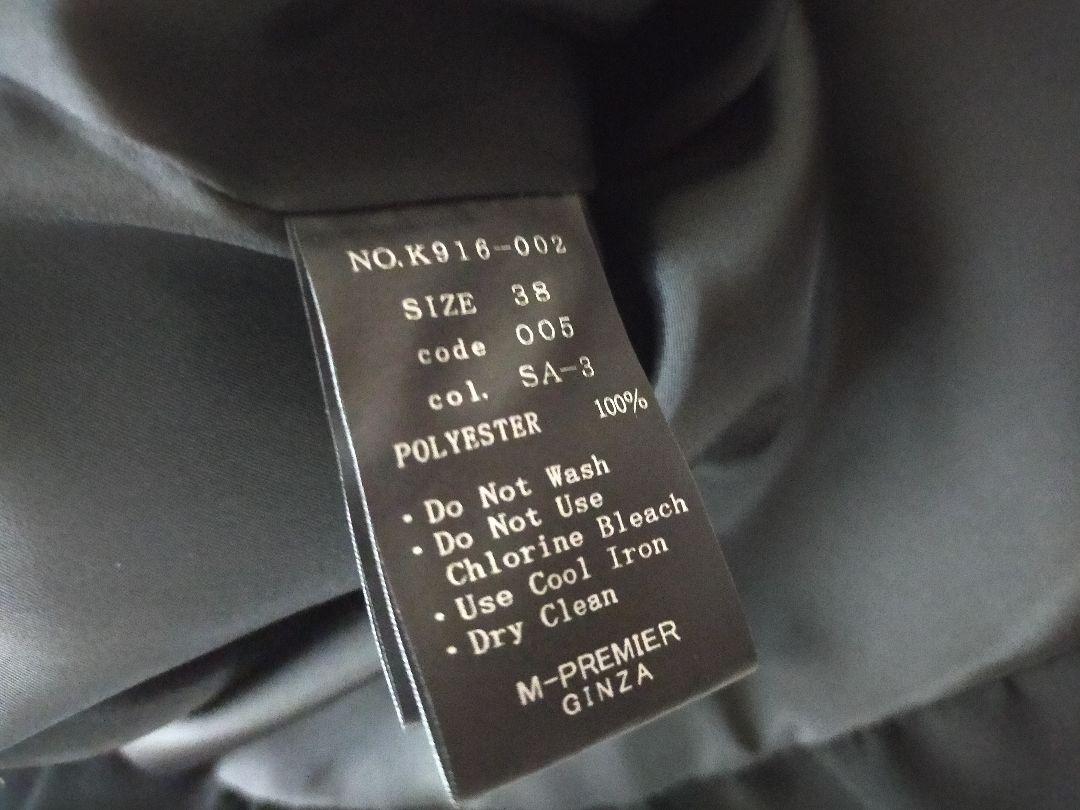 NO.K916-002
SIZE 38
code 005
col. SA-3
POLYESTER 100%
・Do Not Wash
・Do Not Use
Chlorine Bleach
・Use Cool Iron
・Dry Clean
M-PREMIER
GINZA